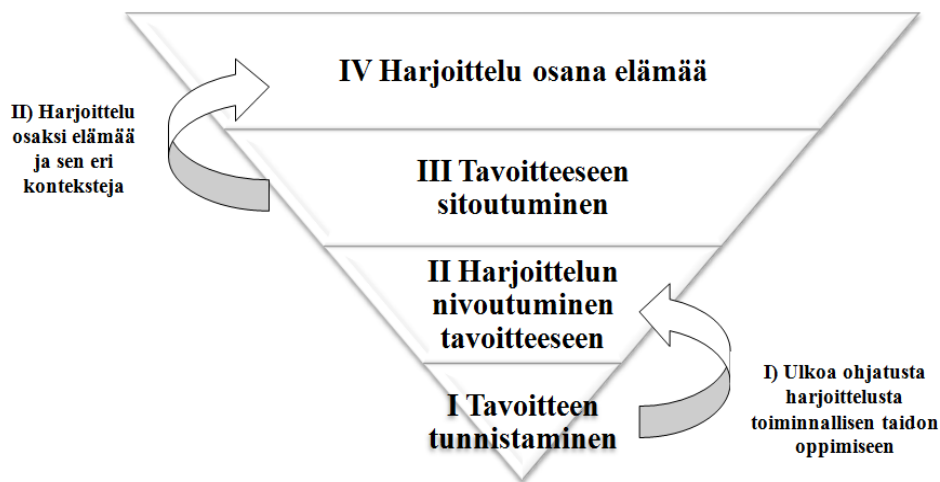 IV Harjoittelu osana elämää
II) Harjoittelu
osaksi elämää
ja sen eri
konteksteja
III Tavoitteeseen
sitoutuminen
II Harjoittelun
nivoutuminen
tavoitteeseen
I) Ulkoa ohjatusta
harjoittelusta
toiminnallisen taidon
oppimiseen
I Tavoitteen
tunnistaminen